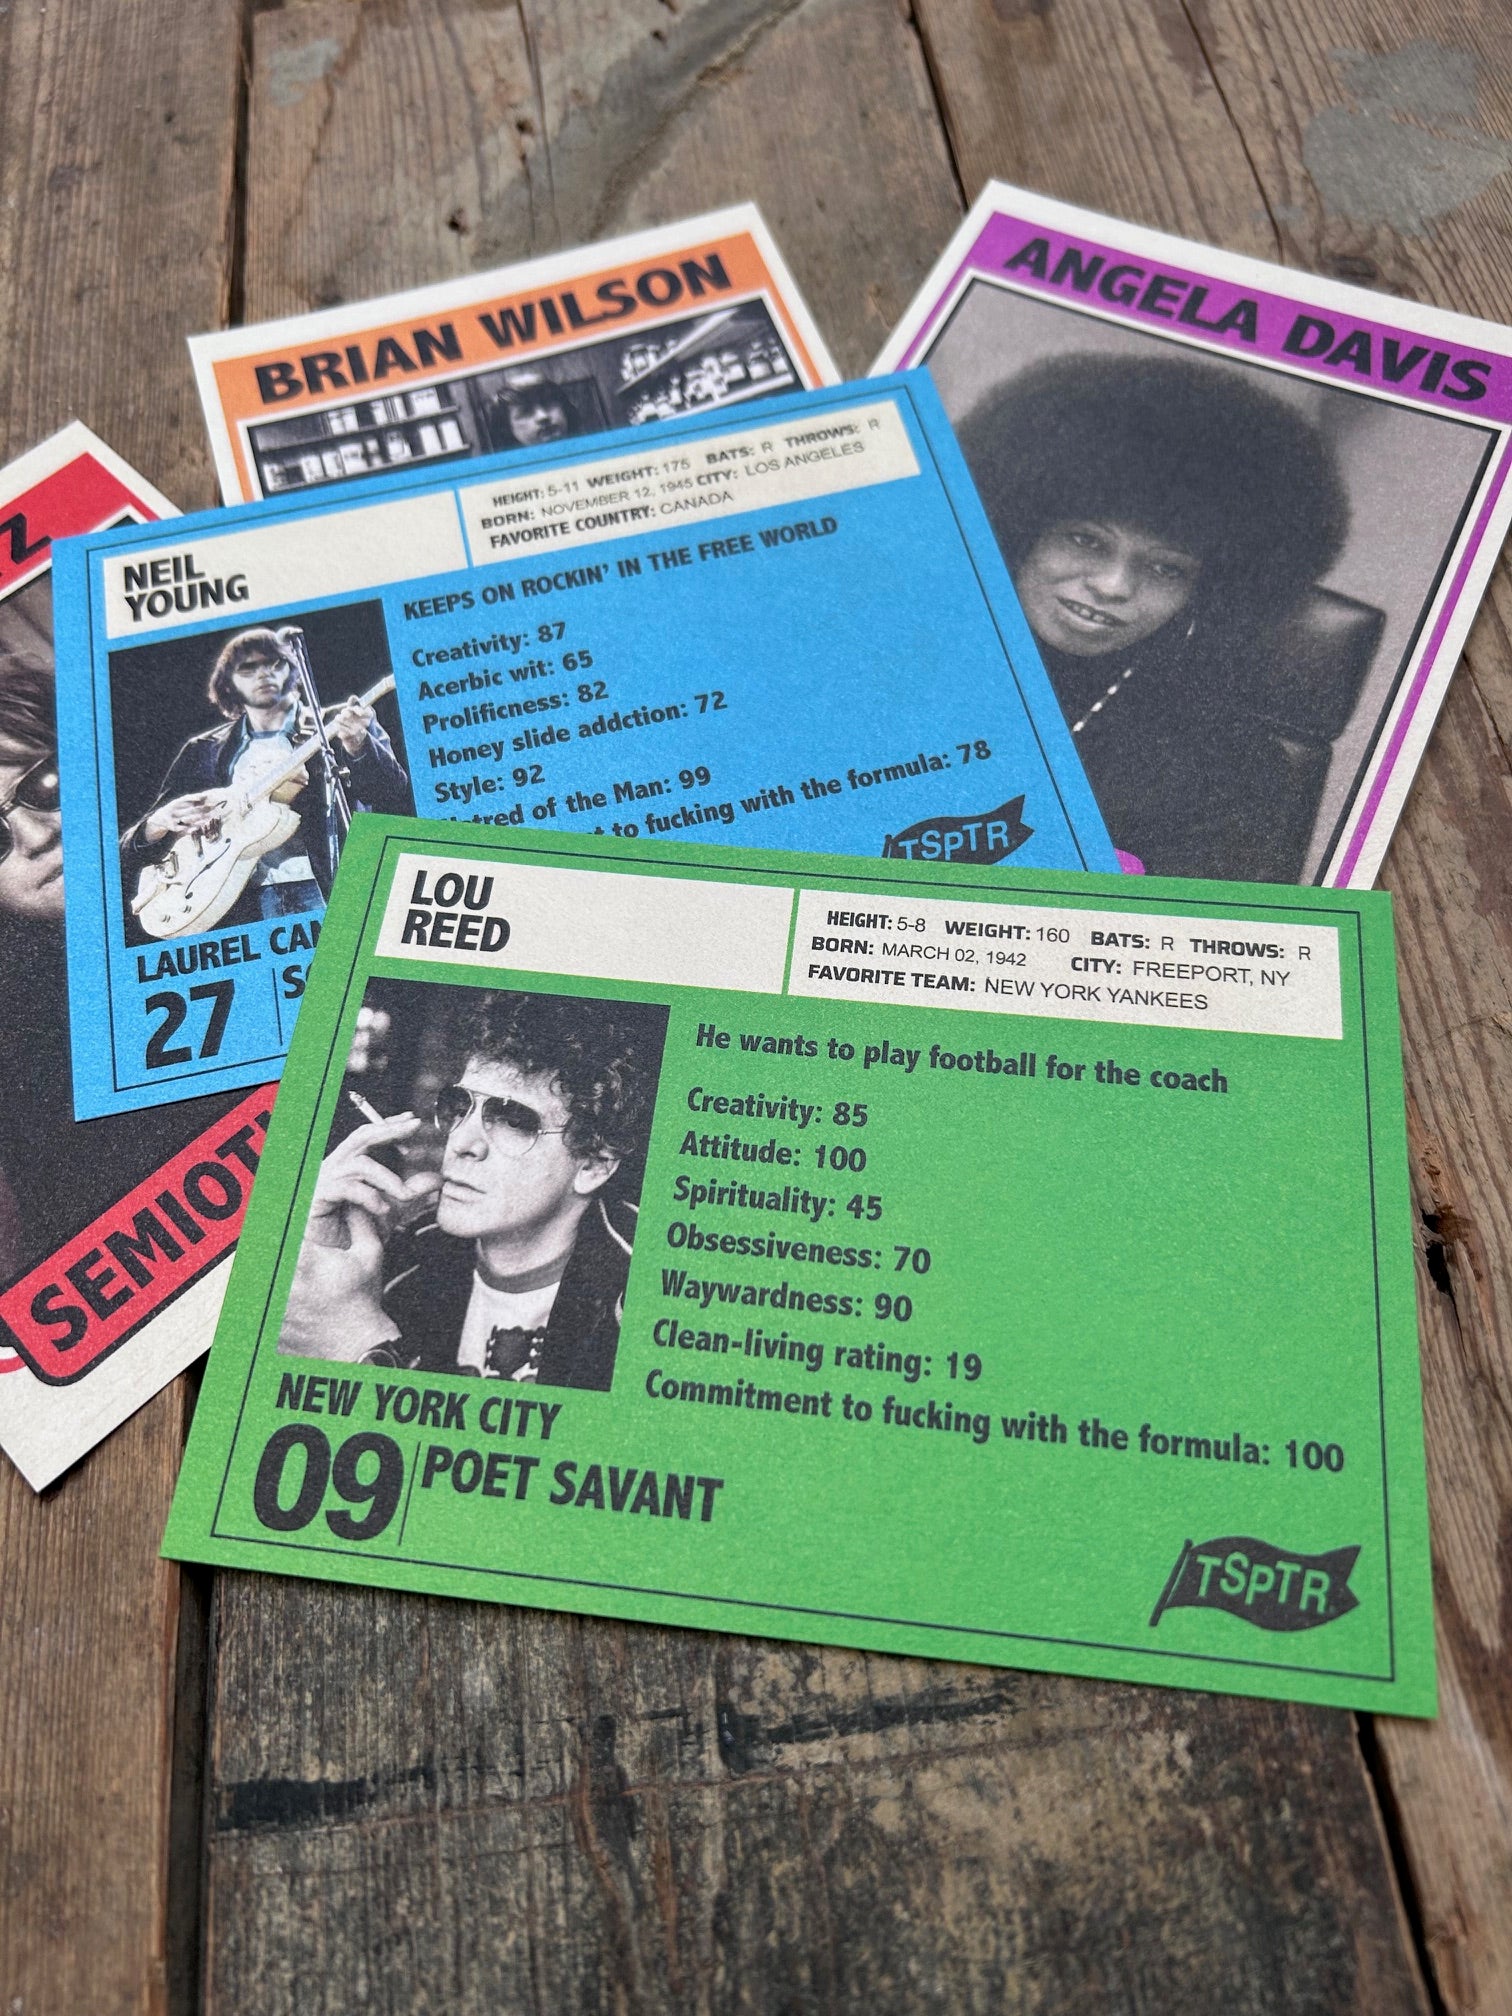 BRIAN WILSON
ANGELA DAVIS
NEIL
YOUNG
HEIGHT: 5-11 WEIGHT: 175 BATS: R THROWS: R
BORN: NOVEMBER 12, 1945 CITY: LOS ANGELES
FAVORITE COUNTRY: CANADA
KEEPS ON ROCKIN' IN THE FREE WORLD
Creativity: 87
Acerbic wit: 65
Prolificness: 82
Honey slide addction: 72
Style: 92
of the Man: 99
to fucking with the formula: 78
TSPTR
LAUREL
27
SEMIOT
LOU
REED
HEIGHT: 5-8 WEIGHT: 160 BATS: R THROWS: R
BORN: MARCH 02, 1942 CITY: FREEPORT, NY
FAVORITE TEAM: NEW YORK YANKEES
He wants to play football for the coach
Creativity: 85
Attitude: 100
Spirituality: 45
Obsessiveness: 70
Waywardness: 90
Clean-living rating: 19
Commitment to fucking with the formula: 100
NEW YORK CITY
09 POET SAVANT
TSPTR